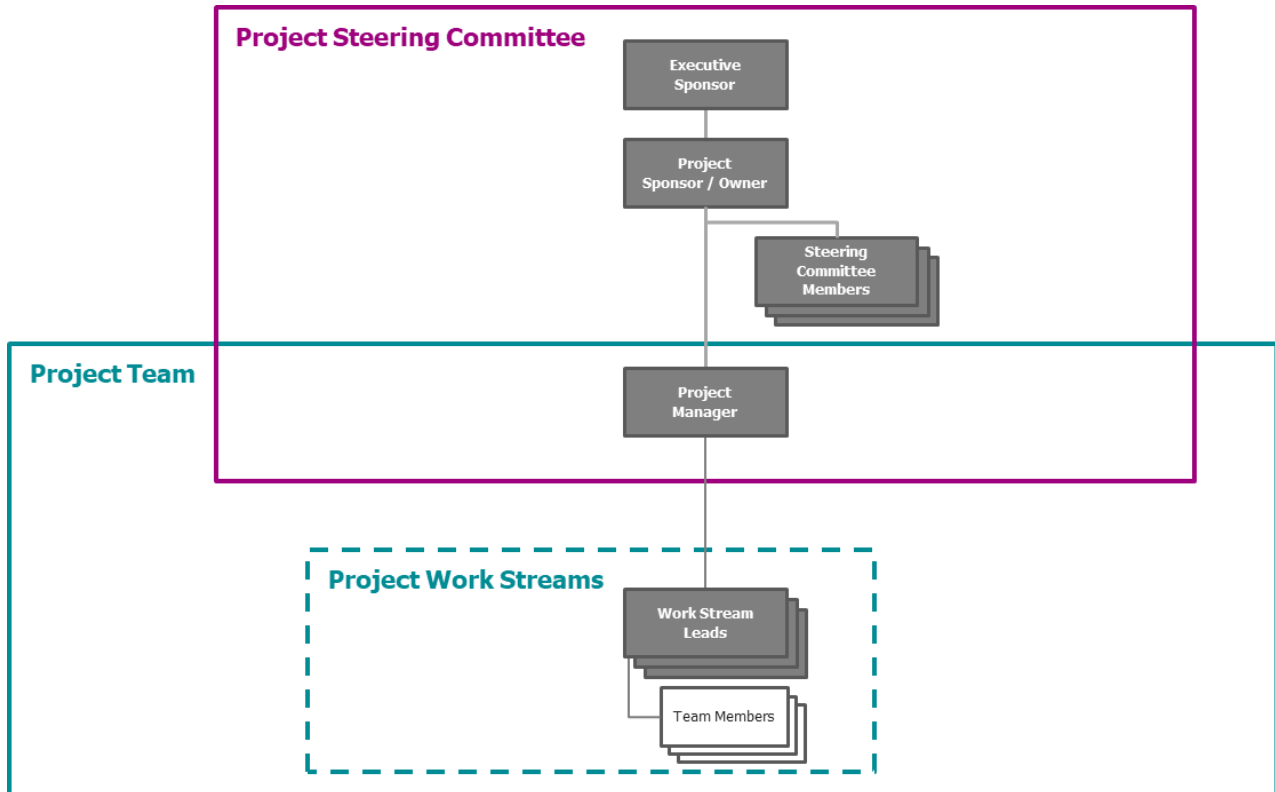 Project Steering Committee
Executive
Sponsor
Project
Sponsor / Owner
Steering
Committee
Members
Project Team
Project
Manager
Project Work Streams
Work Stream
Leads
Team Members